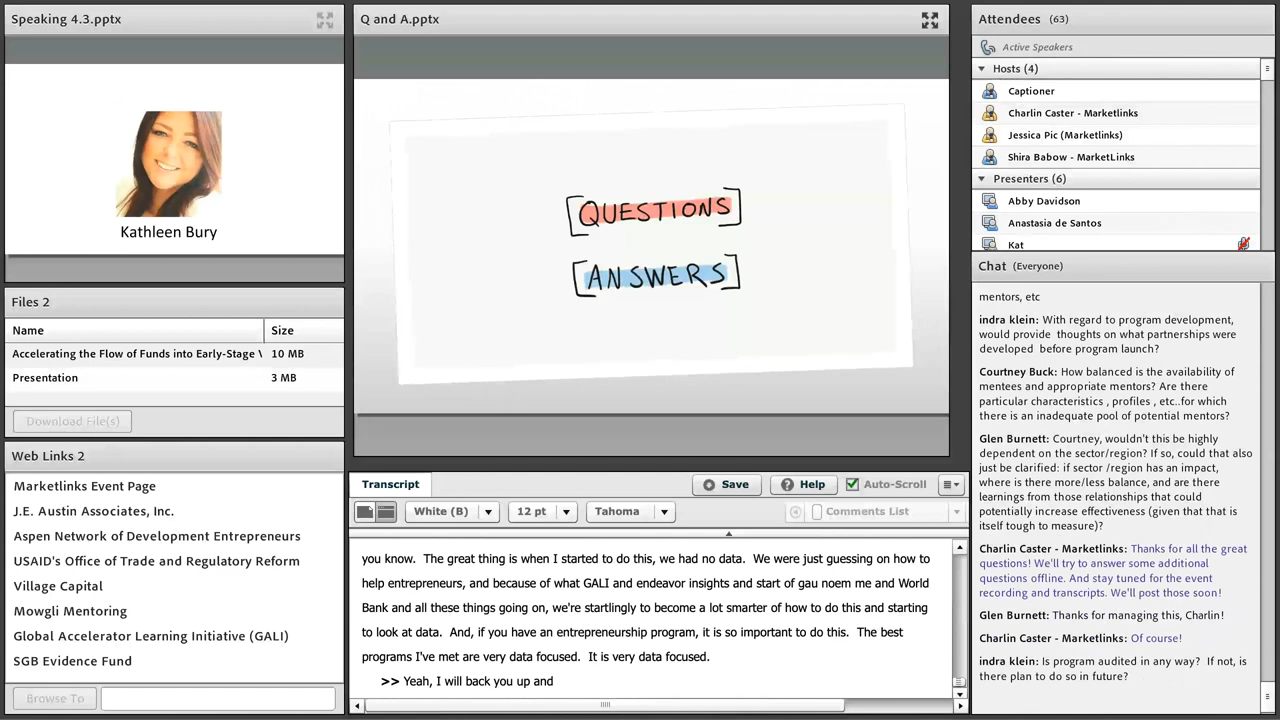 Speaking 4.3.pptx
Kathleen Bury
Files 2
Name Size
Accelerating the Flow of Funds into Early-Stage 10 MB
Presentation 3 MB
Download File(s)
Web Links 2
Marketlinks Event Page
J.E. Austin Associates, Inc.
Aspen Network of Development Entrepreneurs
USAID's Office of Trade and Regulatory Reform
Village Capital
Mowgli Mentoring
Global Accelerator Learning Initiative (GALI)
SGB Evidence Fund
Browse To
Q and A.pptx
[QUESTIONS]
[ANSWERS]
Transcript
Save
Help
Auto-Scroll
White (B)
12 pt
Tahoma
Comments List
you know. The great thing is when I started to do this, we had no data. We were just guessing on how to
help entrepreneurs, and because of what GALI and endeavor insights and start of gau noem me and World
Bank and all these things going on, we're startlingly to become a lot smarter of how to do this and starting
to look at data. And, if you have an entrepreneurship program, it is so important to do this. The best
programs I've met are very data focused. It is very data focused.
>> Yeah, I will back you up and
Attendees (63)
Active Speakers
Hosts (4)
Captioner
Charlin Caster - Marketlinks
Jessica Pic (Marketlinks)
Shira Babow - MarketLinks
Presenters (6)
Abby Davidson
Anastasia de Santos
Kat
Chat (Everyone)
mentors, etc
indra klein: With regard to program development,
would provide thoughts on what partnerships were
developed before program launch?
Courtney Buck: How balanced is the availability of
mentees and appropriate mentors? Are there
particular characteristics , profiles , etc..for which
there is an inadequate pool of potential mentors?
Glen Burnett: Courtney, wouldn't this be highly
dependent on the sector/region? If so, could that also
just be clarified: if sector /region has an impact,
where is there more/less balance, and are there
learnings from those relationships that could
potentially increase effectiveness (given that that is
itself tough to measure)?
Charlin Caster - Marketlinks: Thanks for all the great
questions! We'll try to answer some additional
questions offline. And stay tuned for the event
recording and transcripts. We'll post those soon!
Glen Burnett: Thanks for managing this, Charlin!
Charlin Caster - Marketlinks: Of course!
indra klein: Is program audited in any way? If not, is
there plan to do so in future?